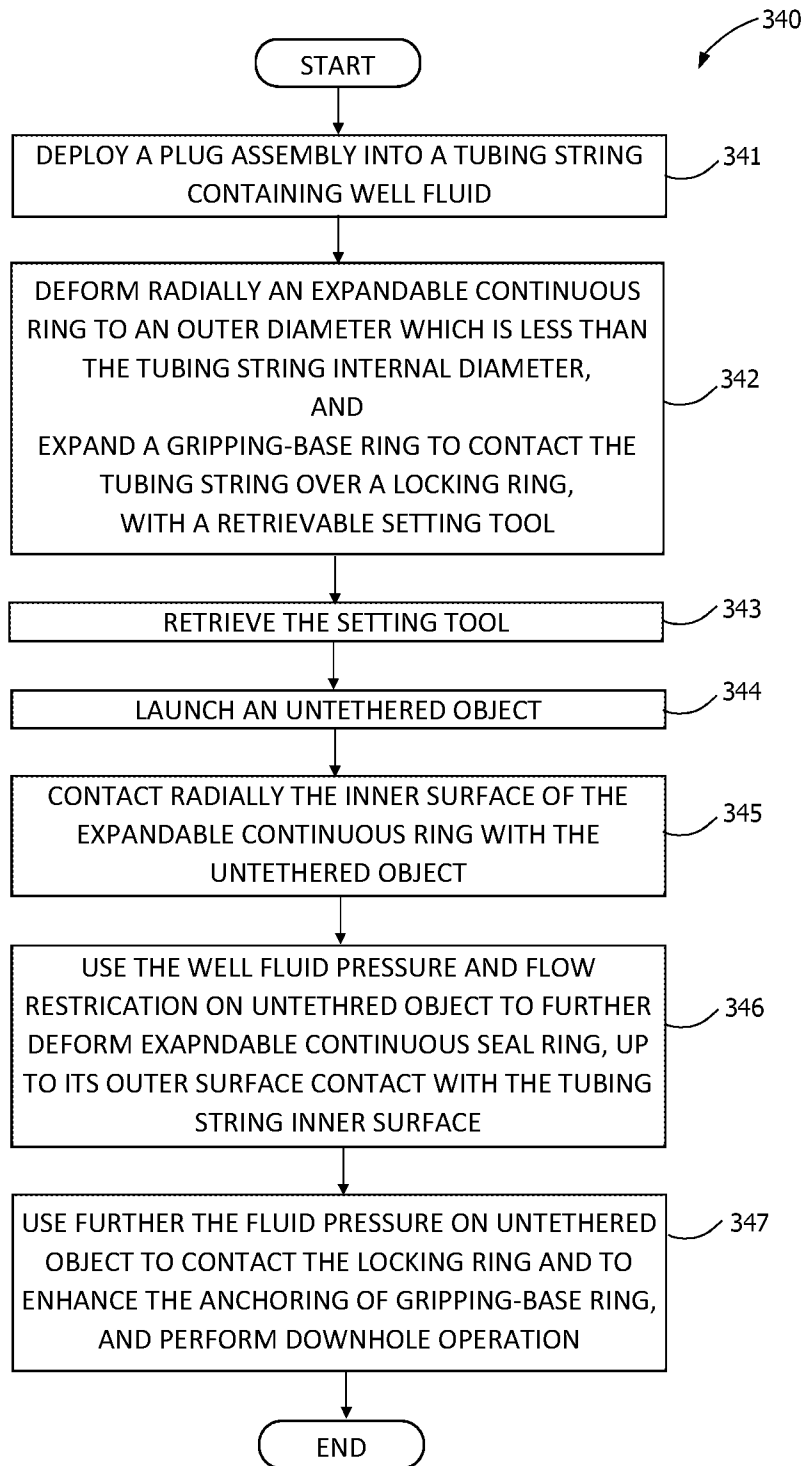 340
START
DEPLOY A PLUG ASSEMBLY INTO A TUBING STRING
CONTAINING WELL FLUID
341
DEFORM RADIALLY AN EXPANDABLE CONTINUOUS
RING TO AN OUTER DIAMETER WHICH IS LESS THAN
THE TUBING STRING INTERNAL DIAMETER,
AND
EXPAND A GRIPPING-BASE RING TO CONTACT THE
TUBING STRING OVER A LOCKING RING,
WITH A RETRIEVABLE SETTING TOOL
342
RETRIEVE THE SETTING TOOL
343
LAUNCH AN UNTETHERED OBJECT
344
CONTACT RADIALLY THE INNER SURFACE OF THE
EXPANDABLE CONTINUOUS RING WITH THE
UNTETHERED OBJECT
345
USE THE WELL FLUID PRESSURE AND FLOW
RESTRICATION ON UNTETHRED OBJECT TO FURTHER
DEFORM EXAPNDABLE CONTINUOUS SEAL RING, UP
TO ITS OUTER SURFACE CONTACT WITH THE TUBING
STRING INNER SURFACE
346
USE FURTHER THE FLUID PRESSURE ON UNTETHERED
OBJECT TO CONTACT THE LOCKING RING AND TO
ENHANCE THE ANCHORING OF GRIPPING-BASE RING,
AND PERFORM DOWNHOLE OPERATION
347
END